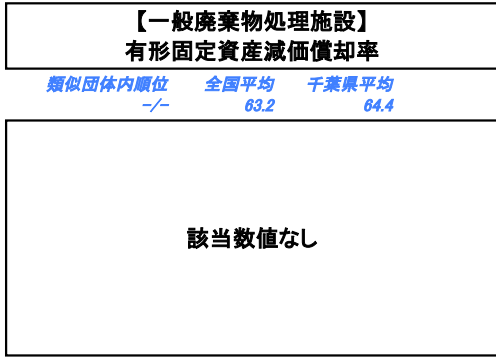 【一般廃棄物処理施設】
有形固定資産減価償却率
類似団体内順位 全国平均 千葉県平均
-/- 63.2 64.4
該当数値なし